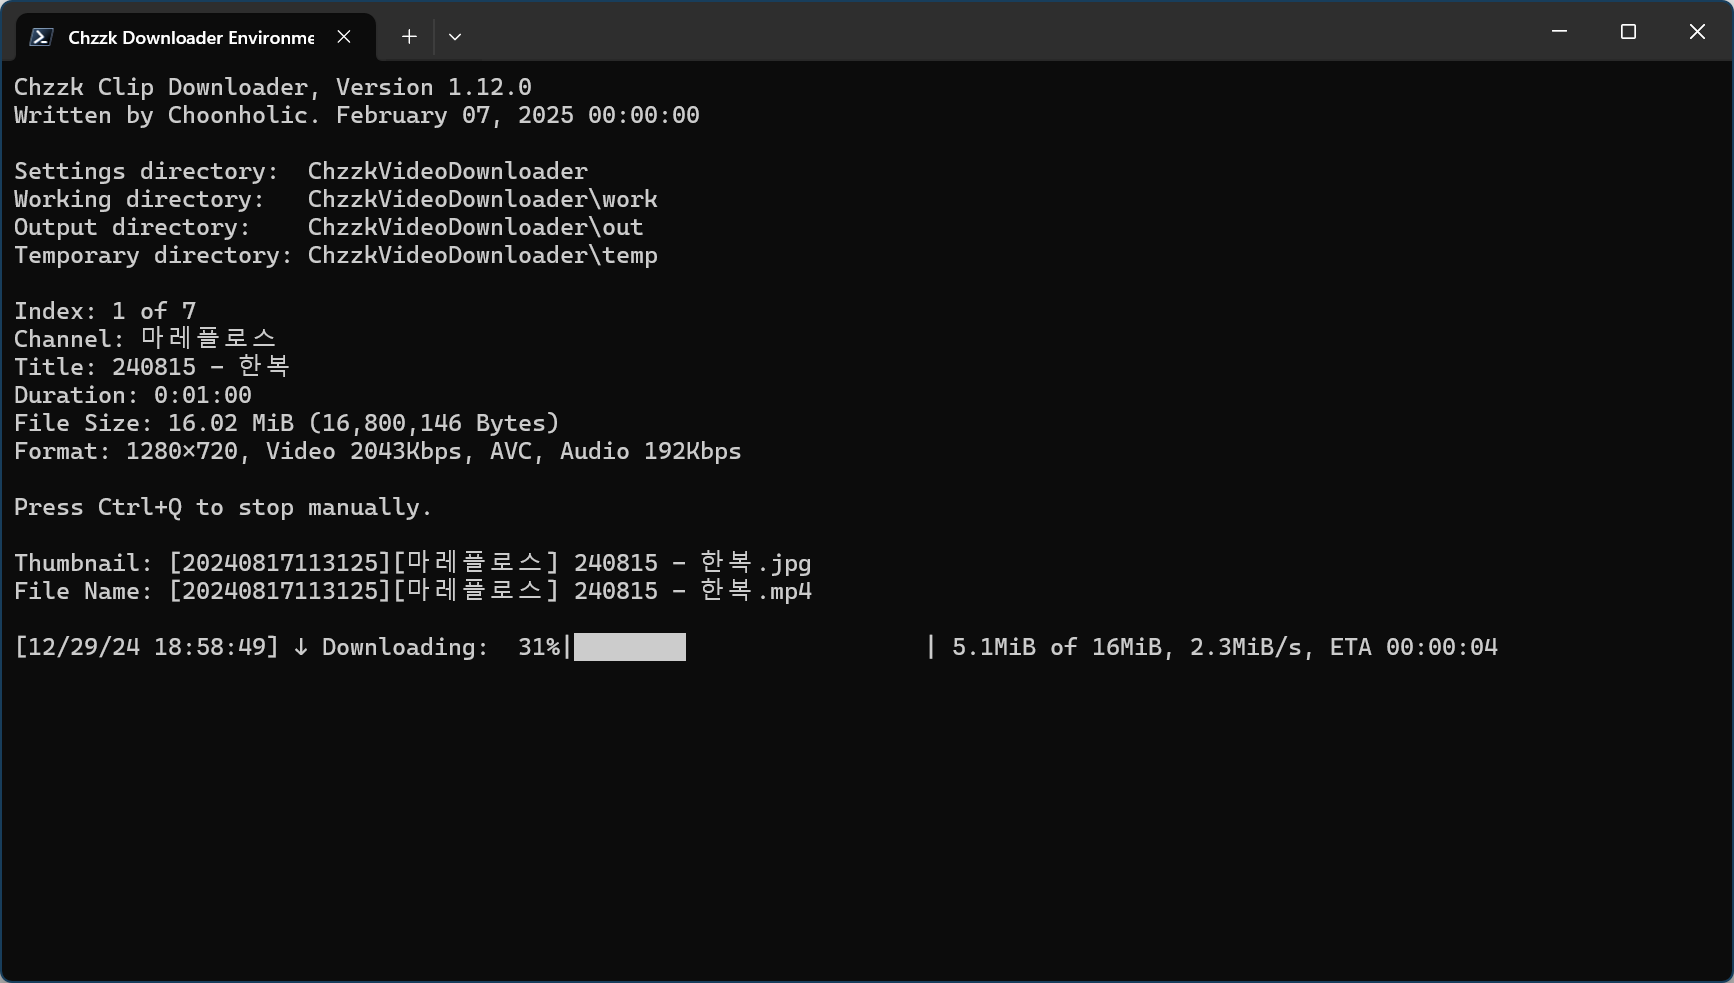 Chzzk Downloader Environme
Chzzk Clip Downloader, Version 1.12.0
Written by Choonholic. February 07, 2025 00:00:00
Settings directory:  ChzzkVideoDownloader
Working directory:   ChzzkVideoDownloader\work
Output directory:    ChzzkVideoDownloader\out
Temporary directory: ChzzkVideoDownloader\temp
Index: 1 of 7
Channel: 마레플로스
Title: 240815 - 한복
Duration: 0:01:00
File Size: 16.02 MiB (16,800,146 Bytes)
Format: 1280×720, Video 2043Kbps, AVC, Audio 192Kbps
Press Ctrl+Q to stop manually.
Thumbnail: [20240817113125][마레플로스] 240815 - 한복.jpg
File Name: [20240817113125][마레플로스] 240815 - 한복.mp4
[12/29/24 18:58:49] ↓ Downloading:  31%|        | 5.1MiB of 16MiB, 2.3MiB/s, ETA 00:00:04